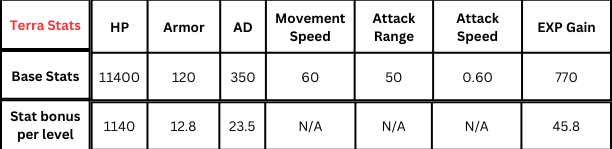 Terra Stats HP Armor AD Movement Speed Attack Range Attack Speed EXP Gain
Base Stats 11400 120 350 60 50 0.60 770
Stat bonus per level 1140 12.8 23.5 N/A N/A N/A 45.8